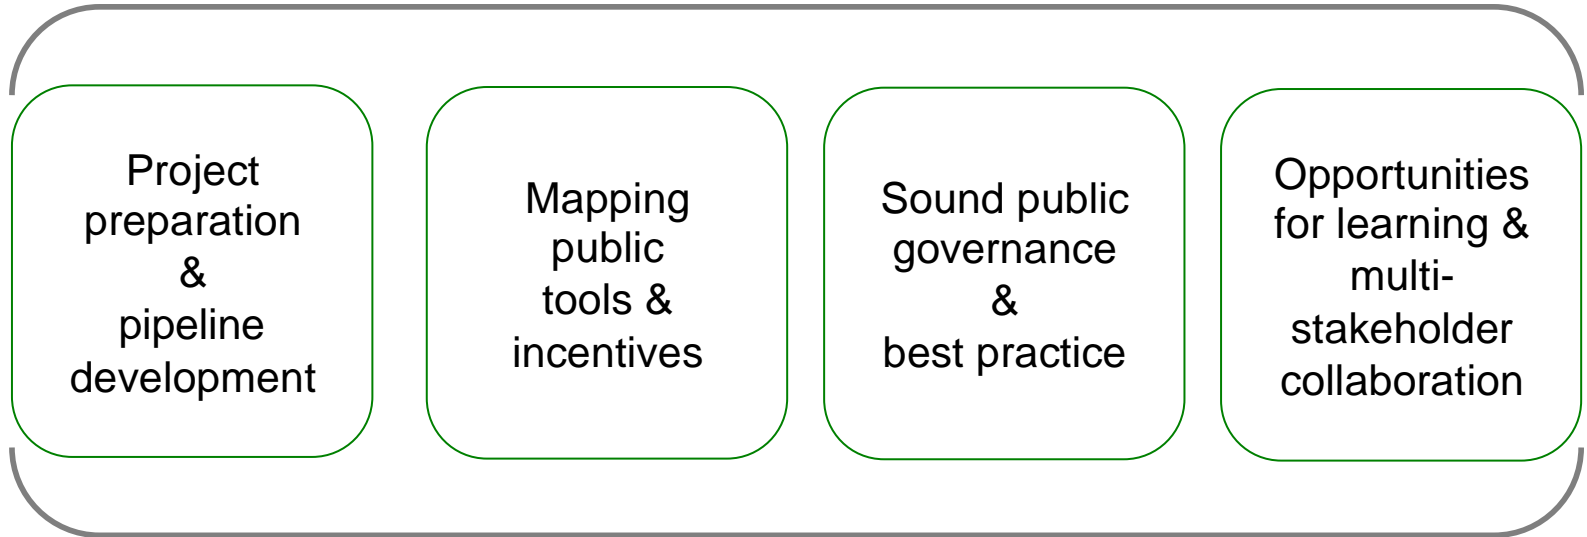 Project
preparation
&
pipeline
development
Mapping
public
tools &
incentives
Sound public
governance
&
best practice
Opportunities
for learning &
multi-
stakeholder
collaboration